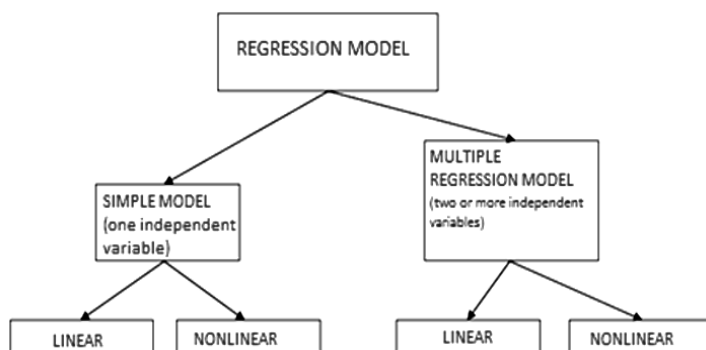 REGRESSION MODEL
MULTIPLE
REGRESSION MODEL
(two or more independent
variables)
SIMPLE MODEL
(one independent
variable)
LINEAR
NONLINEAR
LINEAR
NONLINEAR